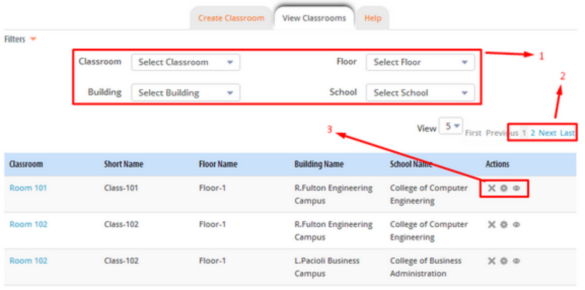 Create Classroom View Classrooms Help
Filters
Classroom Select Classroom Floor Select Floor
1
Building Select Building School Select School
2
3
View 5 First Previous 1 2 Next Last
Classroom Short Name Floor Name Building Name School Name Actions
Room 101 Class-101 Floor-1 R.Fulton Engineering College of Computer
Campus Engineering
Room 102 Class-102 Floor-1 R.Fulton Engineering College of Computer
Campus Engineering
Room 102 Class-102 Floor-1 L.Pacioli Business College of Business
Campus Administration